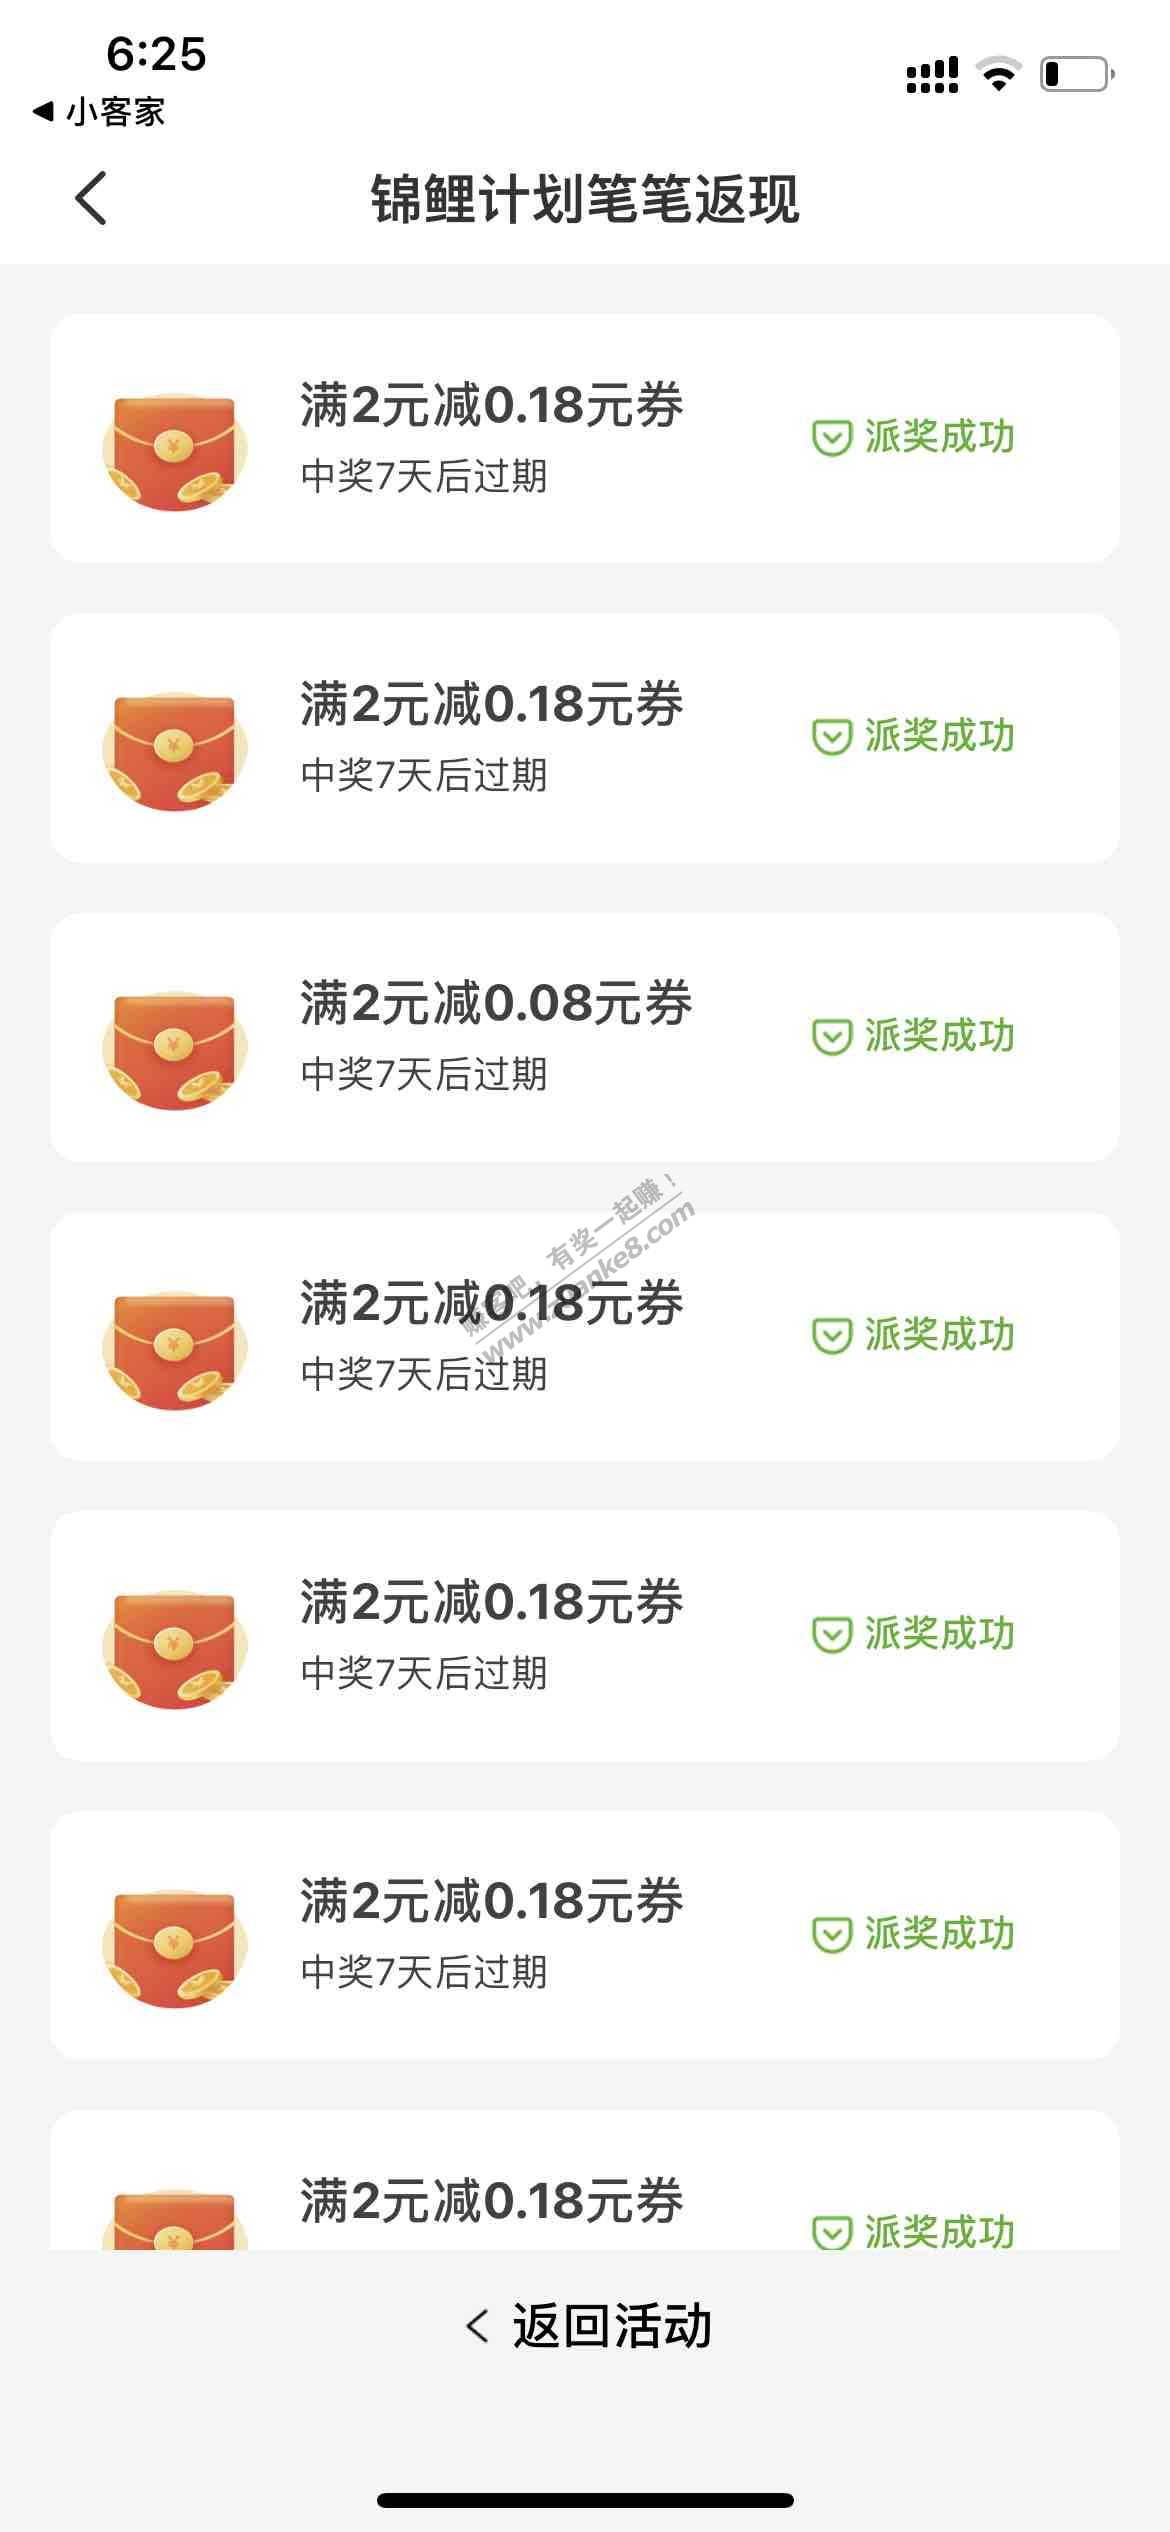 6:25
小客家
锦鲤计划笔笔返现
满2元减0.18元券
中奖7天后过期
派奖成功
满2元减0.18元券
中奖7天后过期
派奖成功
满2元减0.08元券
中奖7天后过期
派奖成功
赚客吧，有奖一起赚！
www.zuanke8.com
满2元减0.18元券
中奖7天后过期
派奖成功
满2元减0.18元券
中奖7天后过期
派奖成功
满2元减0.18元券
中奖7天后过期
派奖成功
满2元减0.18元券
派奖成功
返回活动